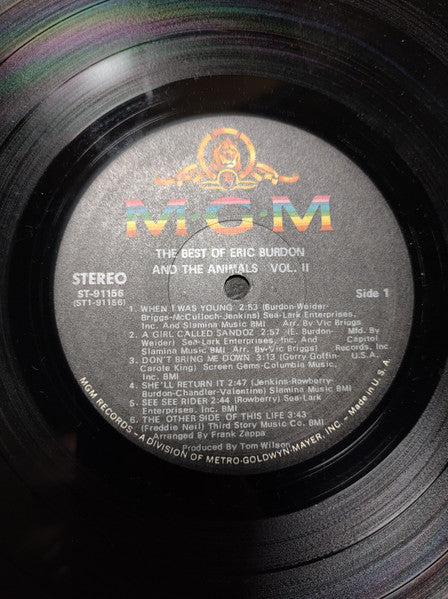 M·G·M
THE BEST OF ERIC BURDON
AND THE ANIMALS VOL. II
STEREO
ST-91156
(ST1-91156)
Side 1
1. WHEN I WAS YOUNG 2:53 (Burdon-Weider-
Briggs-McCulloch-Jenkins) Sea-Lark Enterprises,
Inc. And Slamina Music BMI Arr. By Vic Briggs
2. A GIRL CALLED SANDOZ 2:57 (E. Burdon-
Weider) Sea-Lark Enterprises, Inc. And
Slamina Music BMI (Arr. By-Vic Briggs)
3. DON'T BRING ME DOWN 3:13 (Gerry Goffin-
Carole King) Screen Gems-Columbia Music,
Inc. BMI
4. SHE'LL RETURN IT 2:47 (Jenkins-Rowberry-
Burdon-Chandler-Valentine) Slamina Music BMI
5. SEE SEE RIDER 2:44 (Rowberry) Sea-Lark
Enterprises, Inc. BMI
6. THE OTHER SIDE OF THIS LIFE 3:43
(Freddie Neil) Third Story Music Co. BMI
Arranged By Frank Zappa
Produced by Tom Wilson
Mfd. By
Capitol
Records, Inc.
U.S.A.
MGM RECORDS - A DIVISION OF METRO-GOLDWYN-MAYER, INC. - Made in U.S.A.